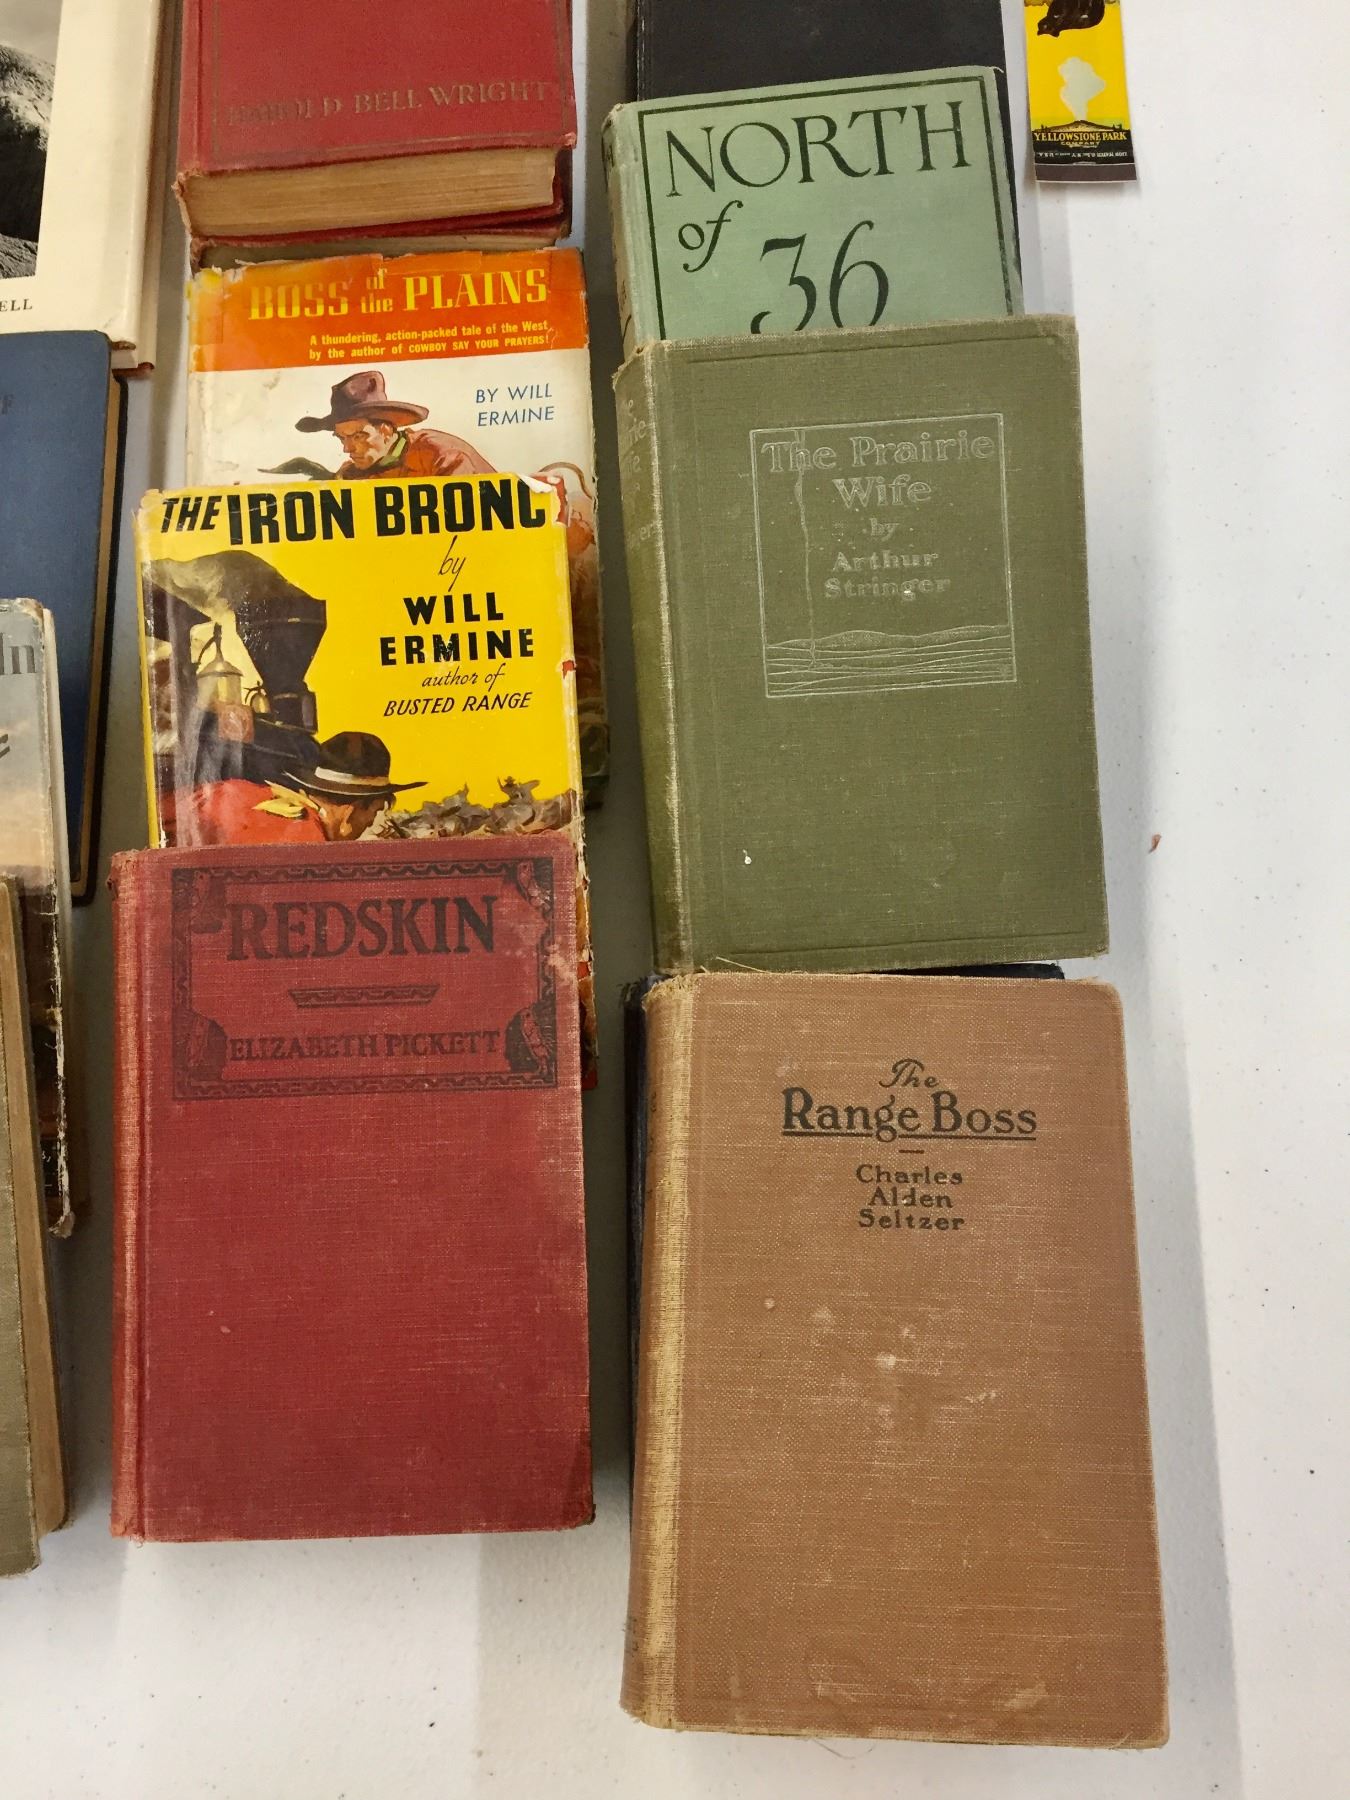 HAROLD BELL WRIGHT
BOSS of the PLAINS
A thundering, action-packed tale of the West,
by the author of COWBOY SAY YOUR PRAYERS!
BY WILL
ERMINE
THE IRON BRONC
by
WILL
ERMINE
author of
BUSTED RANGE
REDSKIN
ELIZABETH PICKETT
NORTH
of
36
The Prairie
Wife
by
Arthur
Stringer
The
Range Boss
Charles
Alden
Seltzer
YELLOWSTONE PARK
COMPANY
ELL